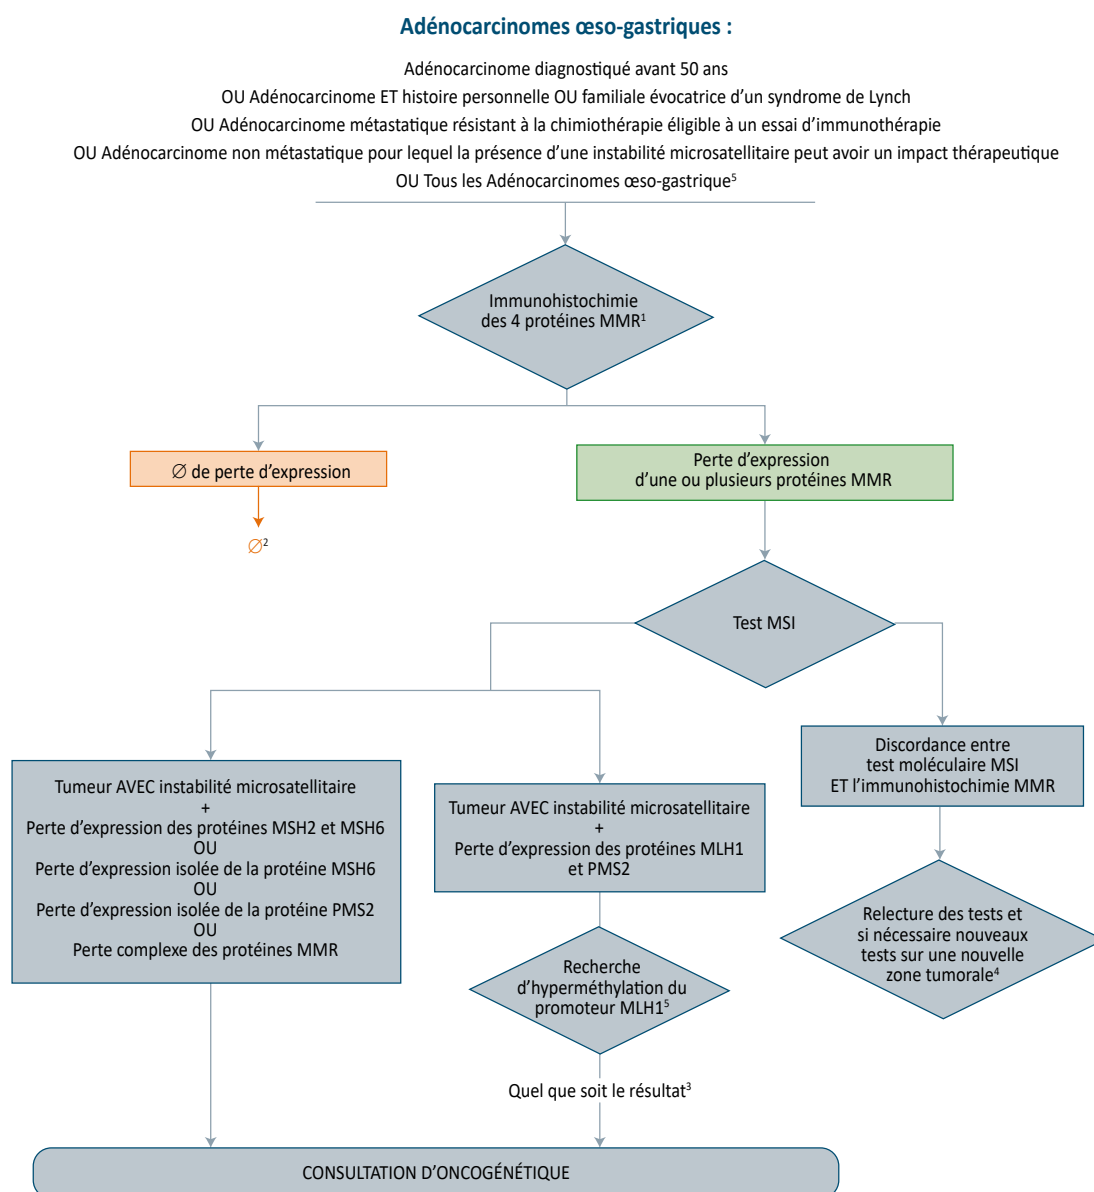 Adénocarcinomes œso-gastriques :
Adénocarcinome diagnostiqué avant 50 ans
OU Adénocarcinome ET histoire personnelle OU familiale évocatrice d’un syndrome de Lynch
OU Adénocarcinome métastatique résistant à la chimiothérapie éligible à un essai d’immunothérapie
OU Adénocarcinome non métastatique pour lequel la présence d’une instabilité microsatellitaire peut avoir un impact thérapeutique
OU Tous les Adénocarcinomes œso-gastrique⁵
Immunohistochimie
des 4 protéines MMR¹
∅ de perte d’expression
∅²
Perte d’expression
d’une ou plusieurs protéines MMR
Test MSI
Tumeur AVEC instabilité microsatellitaire
+
Perte d’expression des protéines MSH2 et MSH6
OU
Perte d’expression isolée de la protéine MSH6
OU
Perte d’expression isolée de la protéine PMS2
OU
Perte complexe des protéines MMR
Tumeur AVEC instabilité microsatellitaire
+
Perte d’expression des protéines MLH1
et PMS2
Discordance entre
test moléculaire MSI
ET l’immunohistochimie MMR
Relecture des tests et
si nécessaire nouveaux
tests sur une nouvelle
zone tumorale⁴
Recherche
d’hyperméthylation du
promoteur MLH1⁵
Quel que soit le résultat³
CONSULTATION D’ONCOGÉNÉTIQUE